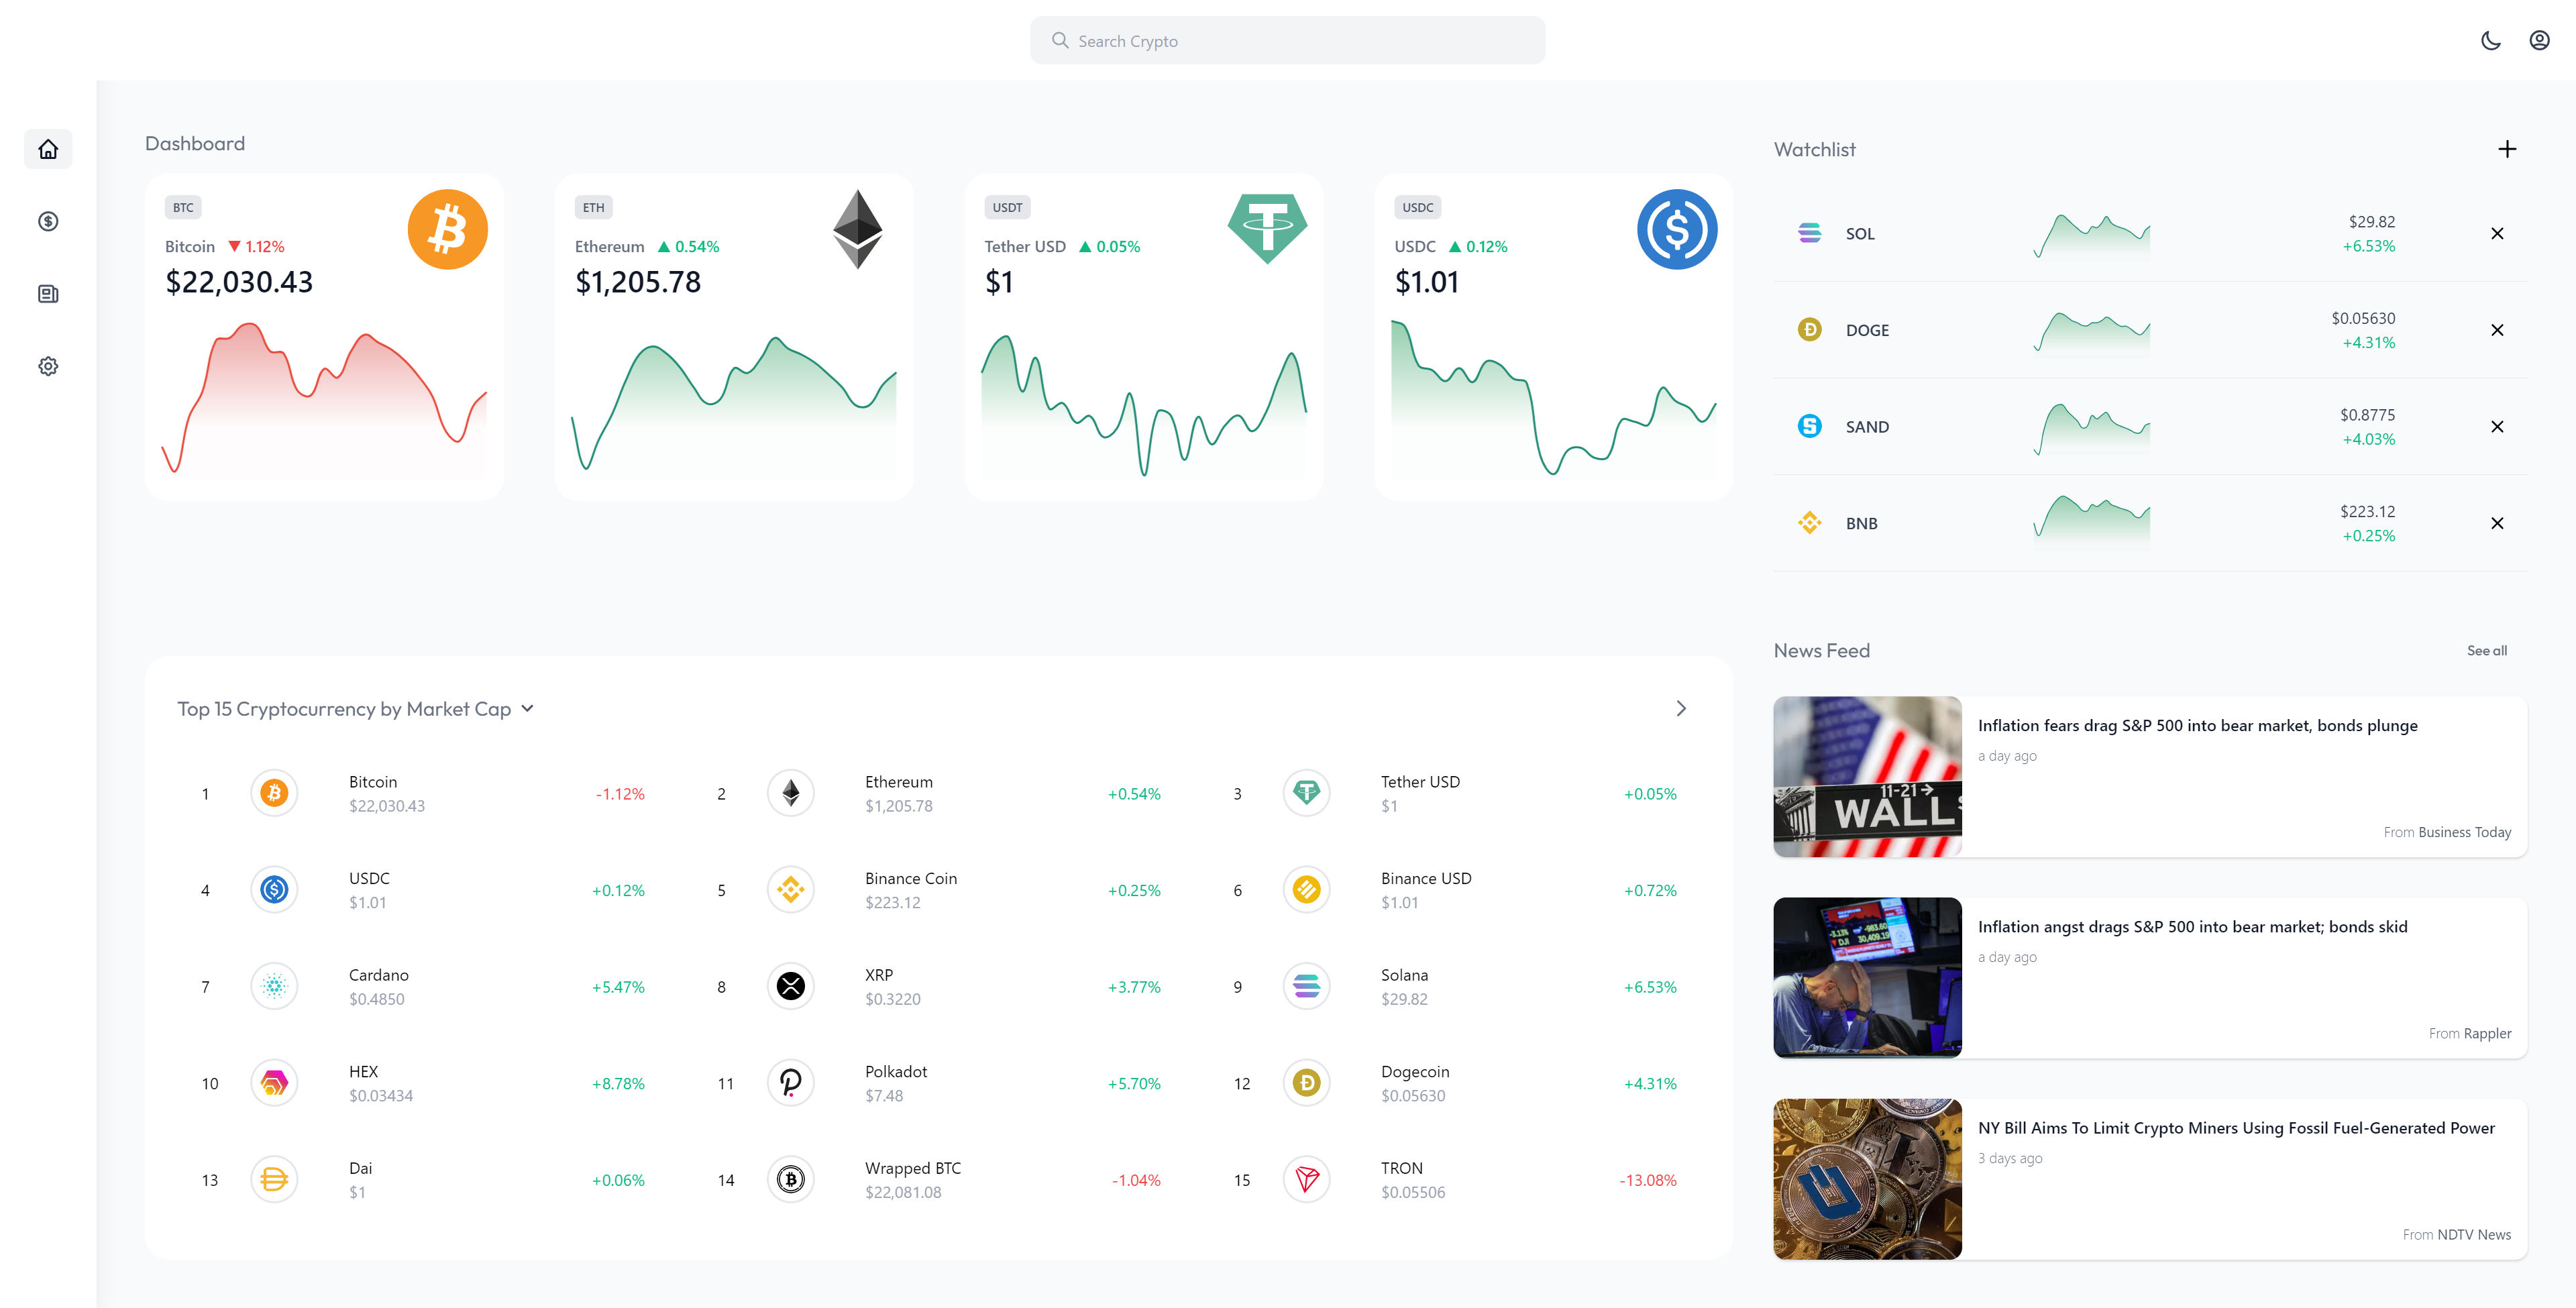 Search Crypto
Dashboard
BTC
Bitcoin ▼ 1.12%
$22,030.43
ETH
Ethereum ▲ 0.54%
$1,205.78
USDT
Tether USD ▲ 0.05%
$1
USDC
USDC ▲ 0.12%
$1.01
Watchlist
SOL
$29.82
+6.53%
DOGE
$0.05630
+4.31%
SAND
$0.8775
+4.03%
BNB
$223.12
+0.25%
Top 15 Cryptocurrency by Market Cap
1
Bitcoin
$22,030.43
-1.12%
2
Ethereum
$1,205.78
+0.54%
3
Tether USD
$1
+0.05%
4
USDC
$1.01
+0.12%
5
Binance Coin
$223.12
+0.25%
6
Binance USD
$1.01
+0.72%
7
Cardano
$0.4850
+5.47%
8
XRP
$0.3220
+3.77%
9
Solana
$29.82
+6.53%
10
HEX
$0.03434
+8.78%
11
Polkadot
$7.48
+5.70%
12
Dogecoin
$0.05630
+4.31%
13
Dai
$1
+0.06%
14
Wrapped BTC
$22,081.08
-1.04%
15
TRON
$0.05506
-13.08%
News Feed
See all
11-21
WALL
Inflation fears drag S&P 500 into bear market, bonds plunge
a day ago
From Business Today
-983.60
30,409.19
Inflation angst drags S&P 500 into bear market; bonds skid
a day ago
From Rappler
NY Bill Aims To Limit Crypto Miners Using Fossil Fuel-Generated Power
3 days ago
From NDTV News